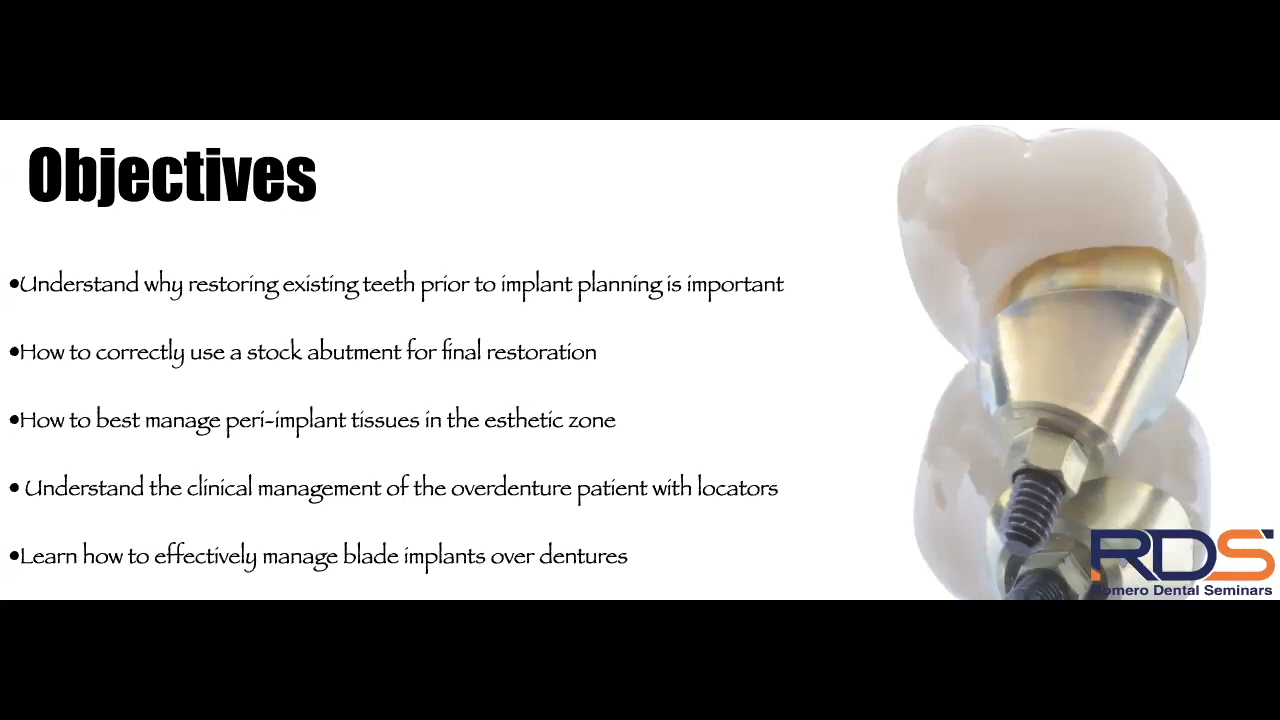 Objectives
•Understand why restoring existing teeth prior to implant planning is important
•How to correctly use a stock abutment for final restoration
•How to best manage peri-implant tissues in the esthetic zone
• Understand the clinical management of the overdenture patient with locators
•Learn how to effectively manage blade implants over dentures
RDS
Romero Dental Seminars